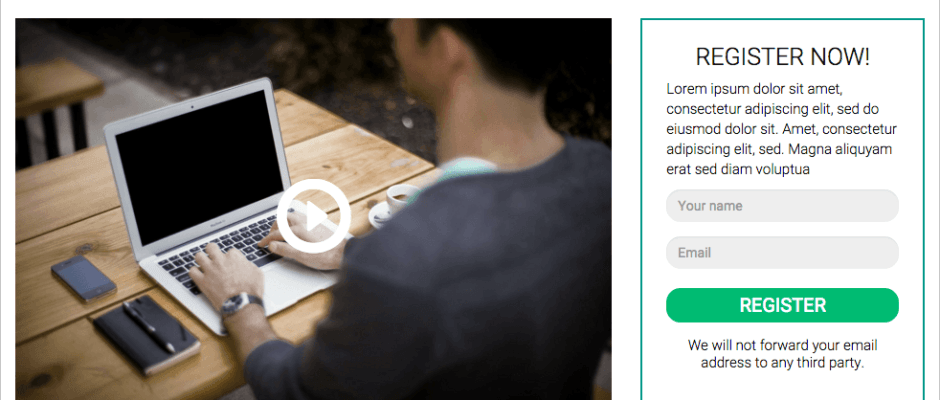 REGISTER NOW!
Lorem ipsum dolor sit amet,
consectetur adipiscing elit, sed do
eiusmod dolor sit. Amet, consectetur
adipiscing elit, sed. Magna aliquyam
erat sed diam voluptua
Your name
Email
REGISTER
We will not forward your email
address to any third party.